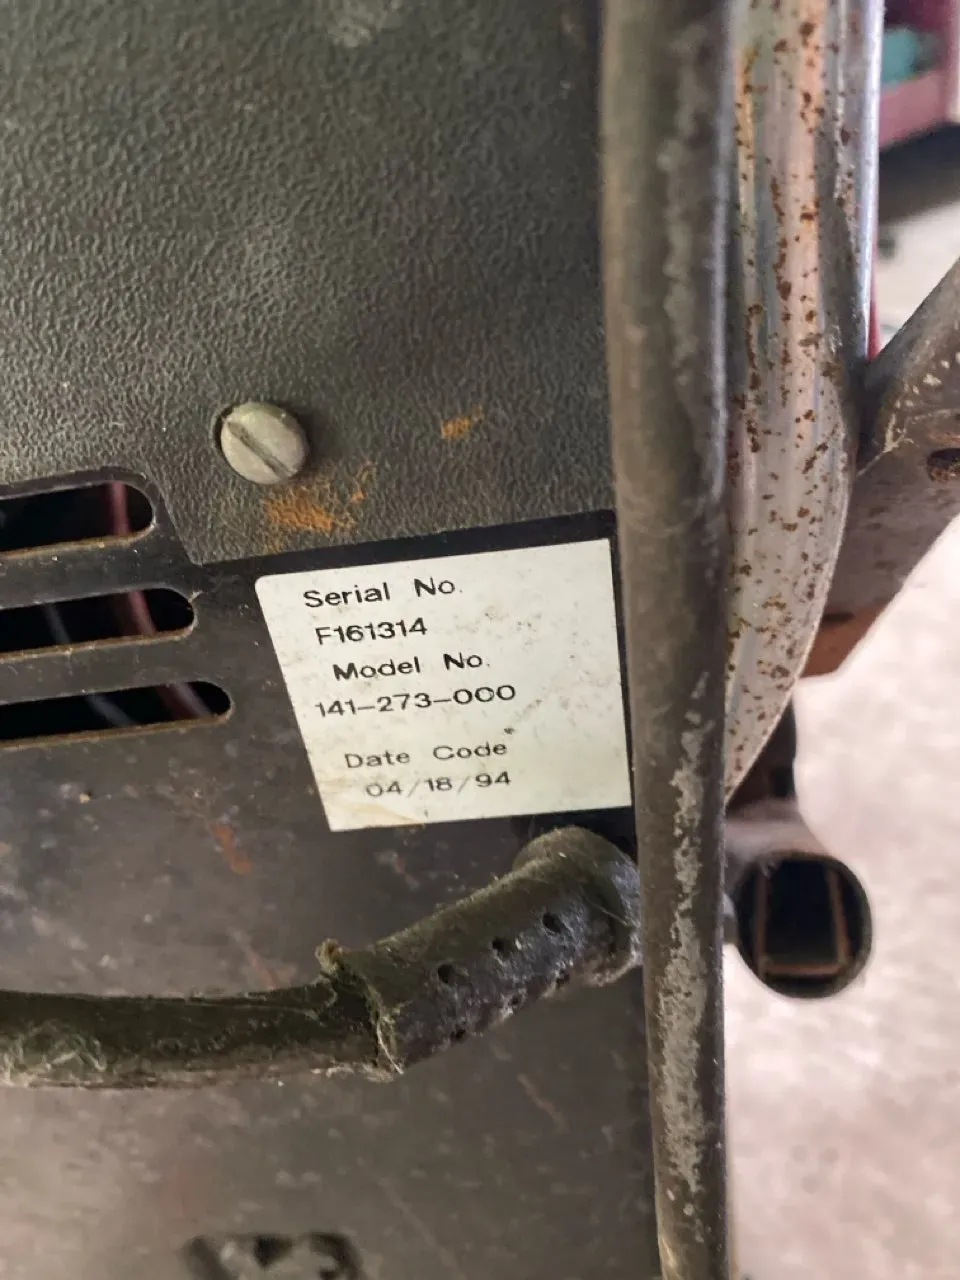 Serial No.
F161314
Model No.
141-273-000
Date Code
04/18/94